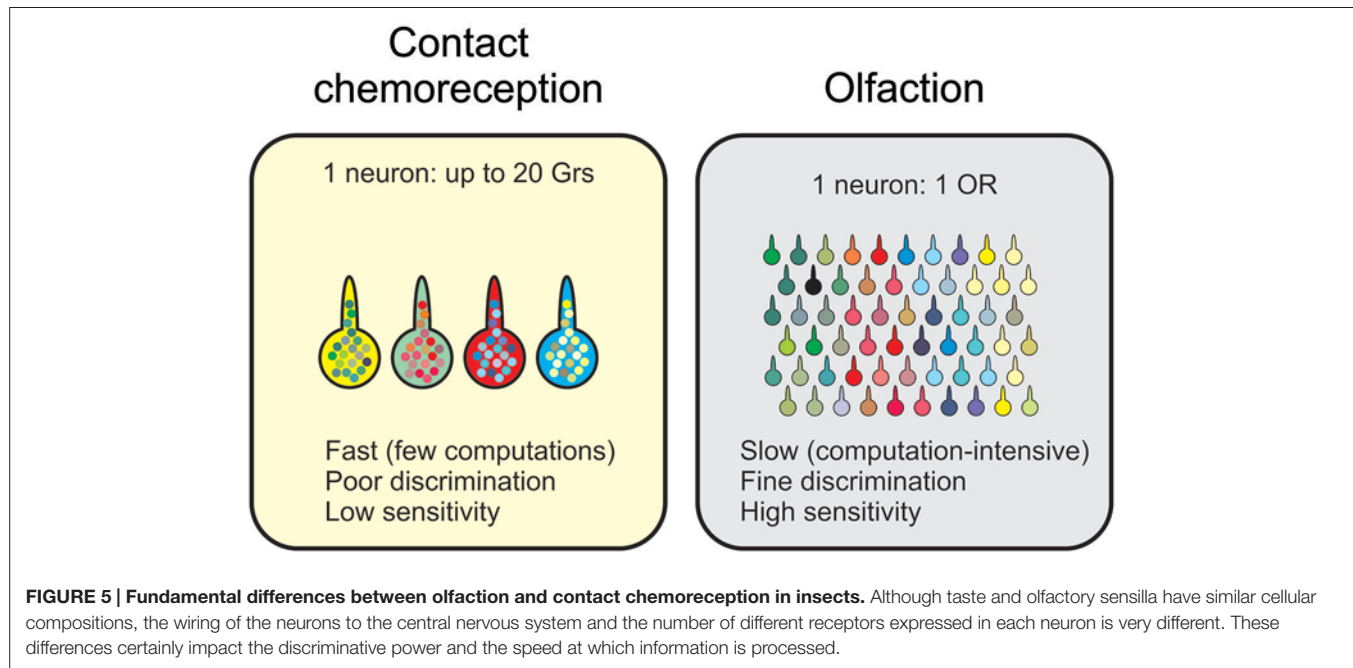 Contact
chemoreception
Olfaction
1 neuron: up to 20 Grs
1 neuron: 1 OR
Fast (few computations)
Poor discrimination
Low sensitivity
Slow (computation-intensive)
Fine discrimination
High sensitivity
FIGURE 5 | Fundamental differences between olfaction and contact chemoreception in insects. Although taste and olfactory sensilla have similar cellular
compositions, the wiring of the neurons to the central nervous system and the number of different receptors expressed in each neuron is very different. These
differences certainly impact the discriminative power and the speed at which information is processed.